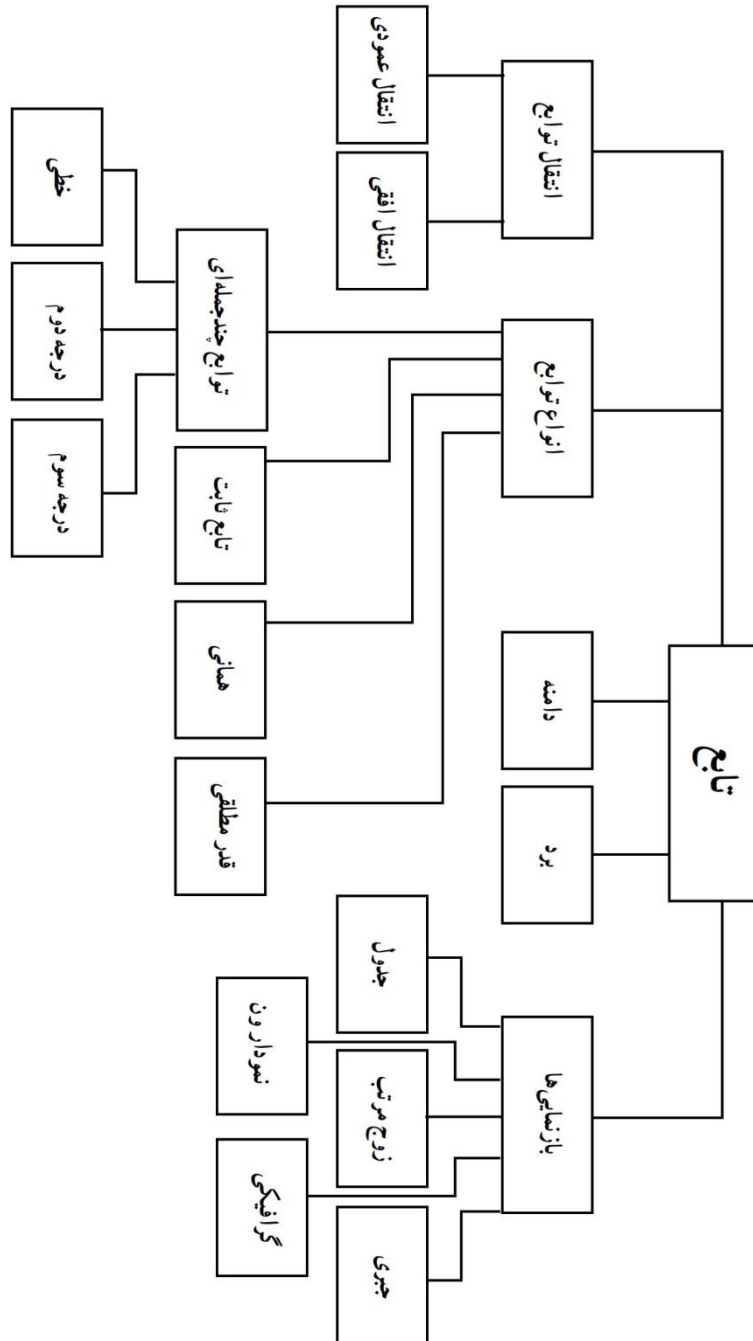 تابع
بازنمایی‌ها
برد
دامنه
انواع توابع
انتقال توابع
جبری
گرافیکی
زوج مرتب
نمودار ون
جدول
قدر مطلقی
همانی
تابع ثابت
توابع چندجمله‌ای
درجه سوم
درجه دوم
خطی
انتقال افقی
انتقال عمودی